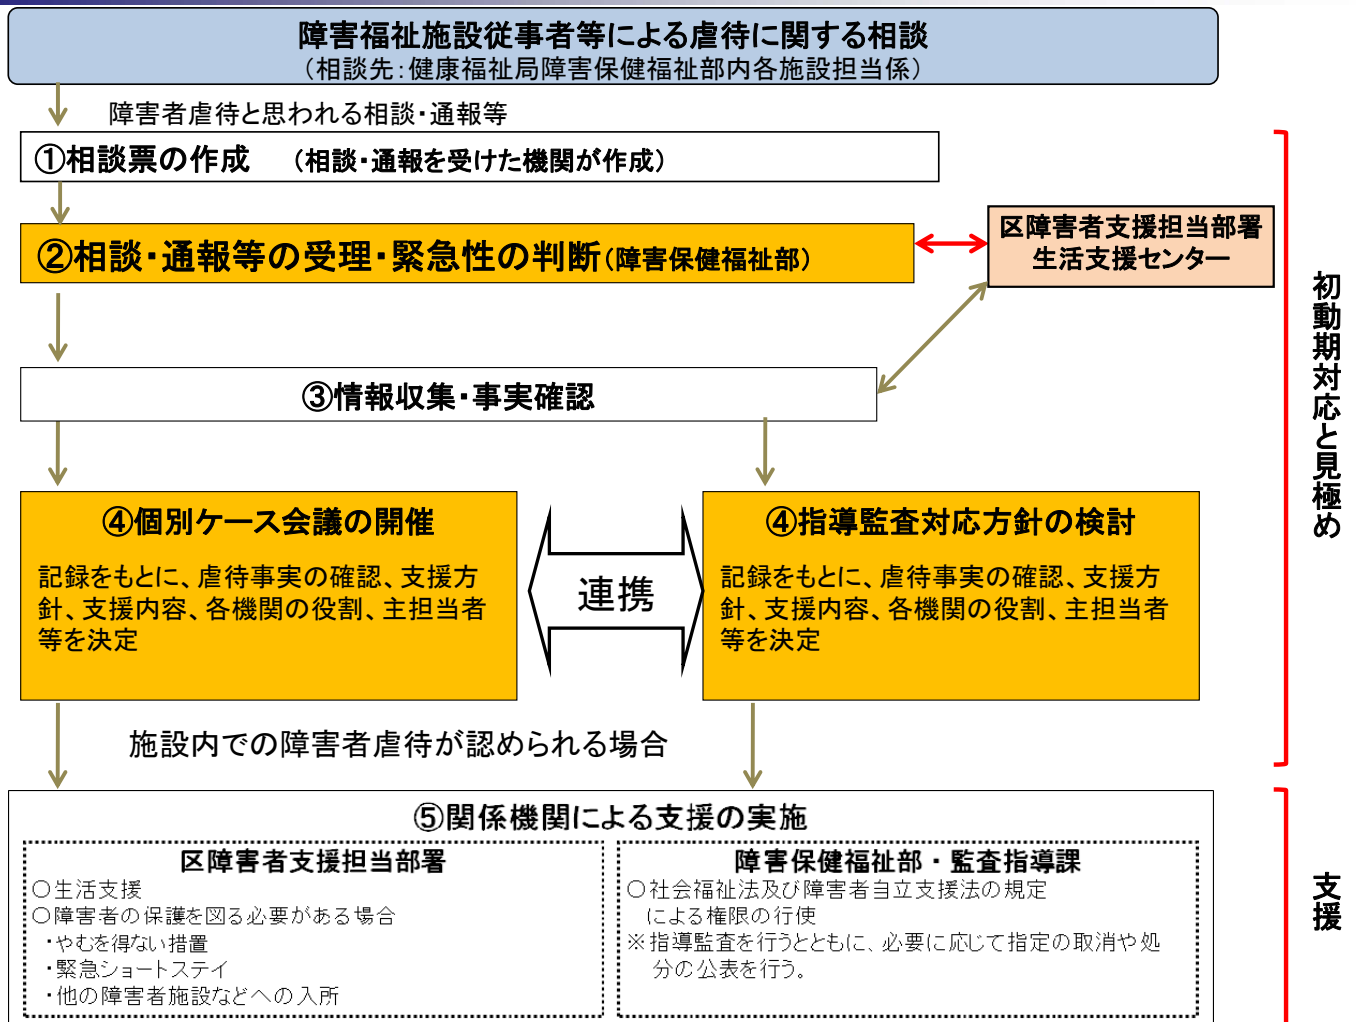 障害福祉施設従事者等による虐待に関する相談
（相談先：健康福祉局障害保健福祉部内各施設担当係）
障害者虐待と思われる相談・通報等
①相談票の作成　（相談・通報を受けた機関が作成）
②相談・通報等の受理・緊急性の判断（障害保健福祉部）
区障害者支援担当部署
生活支援センター
③情報収集・事実確認
④個別ケース会議の開催
記録をもとに、虐待事実の確認、支援方
針、支援内容、各機関の役割、主担当者
等を決定
連携
④指導監査対応方針の検討
記録をもとに、虐待事実の確認、支援方
針、支援内容、各機関の役割、主担当者
等を決定
初動期対応と見極め
施設内での障害者虐待が認められる場合
⑤関係機関による支援の実施
区障害者支援担当部署
○生活支援
○障害者の保護を図る必要がある場合
・やむを得ない措置
・緊急ショートステイ
・他の障害者施設などへの入所
障害保健福祉部・監査指導課
○社会福祉法及び障害者自立支援法の規定
による権限の行使
※指導監査を行うとともに、必要に応じて指定の取消や処
分の公表を行う。
支援